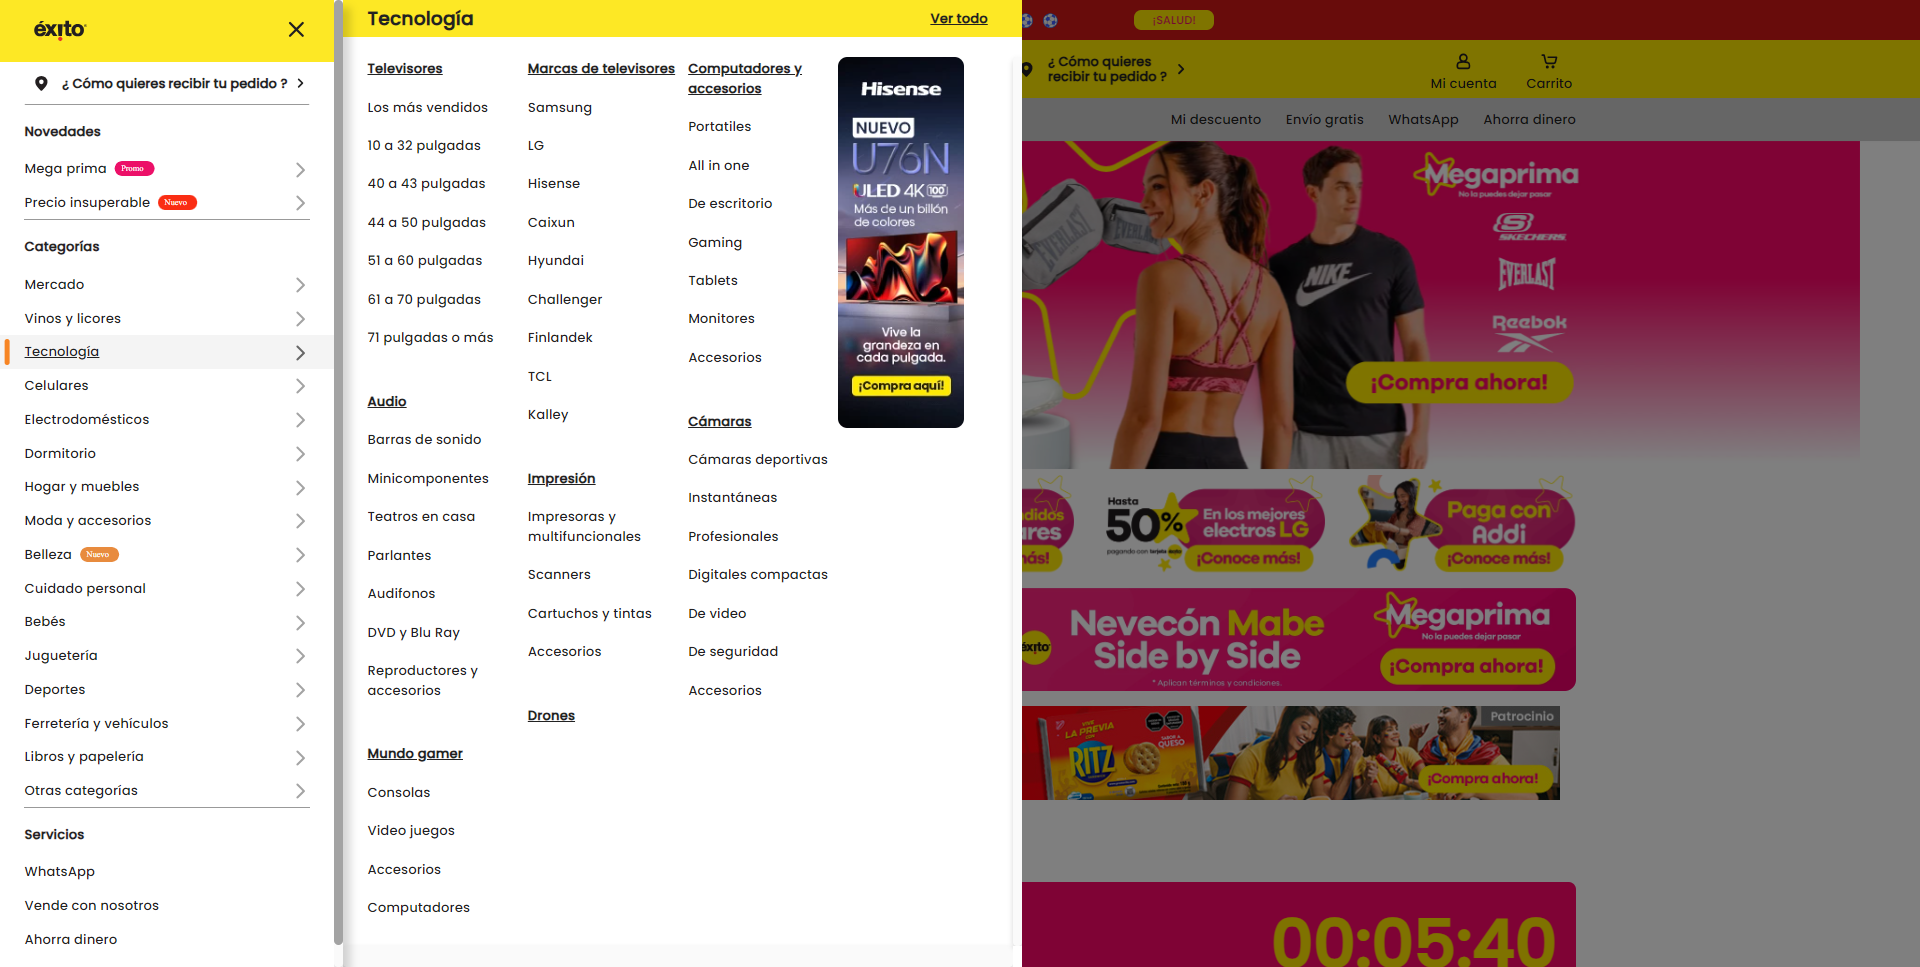 éxito
¿ Cómo quieres recibir tu pedido ?
Novedades
Mega prima Promo
Precio insuperable Nuevo
Categorías
Mercado
Vinos y licores
Tecnología
Celulares
Electrodomésticos
Dormitorio
Hogar y muebles
Moda y accesorios
Belleza Nuevo
Cuidado personal
Bebés
Juguetería
Deportes
Ferretería y vehículos
Libros y papelería
Otras categorías
Servicios
WhatsApp
Vende con nosotros
Ahorra dinero
Tecnología
Ver todo
Televisores
Los más vendidos
10 a 32 pulgadas
40 a 43 pulgadas
44 a 50 pulgadas
51 a 60 pulgadas
61 a 70 pulgadas
71 pulgadas o más
Audio
Barras de sonido
Minicomponentes
Teatros en casa
Parlantes
Audifonos
DVD y Blu Ray
Reproductores y
accesorios
Mundo gamer
Consolas
Video juegos
Accesorios
Computadores
Marcas de televisores
Samsung
LG
Hisense
Caixun
Hyundai
Challenger
Finlandek
TCL
Kalley
Impresión
Impresoras y
multifuncionales
Scanners
Cartuchos y tintas
Accesorios
Drones
Computadores y
accesorios
Portatiles
All in one
De escritorio
Gaming
Tablets
Monitores
Accesorios
Cámaras
Cámaras deportivas
Instantáneas
Profesionales
Digitales compactas
De video
De seguridad
Accesorios
Hisense
NUEVO
U76N
ULED 4K 100
Más de un billón
de colores
Vive la
grandeza en
cada pulgada.
¡Compra aquí!
¡SALUD!
¿ Cómo quieres
recibir tu pedido ?
Mi cuenta
Carrito
Mi descuento
Envío gratis
WhatsApp
Ahorra dinero
EVERLAST
EVERLAST
NIKE
Megaprima
No la puedes dejar pasar
SKECHERS
EVERLAST
Reebok
¡Compra ahora!
didos
res
más!
Hasta
50%
En los mejores
electros LG
¡Conoce más!
Paga con
Addi
¡Conoce más!
éxito
Nevecón Mabe
Side by Side
* Aplican términos y condiciones.
Megaprima
No la puedes dejar pasar
¡Compra ahora!
VIVE
LA PREVIA
CON
RITZ
SABOR A
QUESO
Patrocinio
¡Compra ahora!
00:05:40